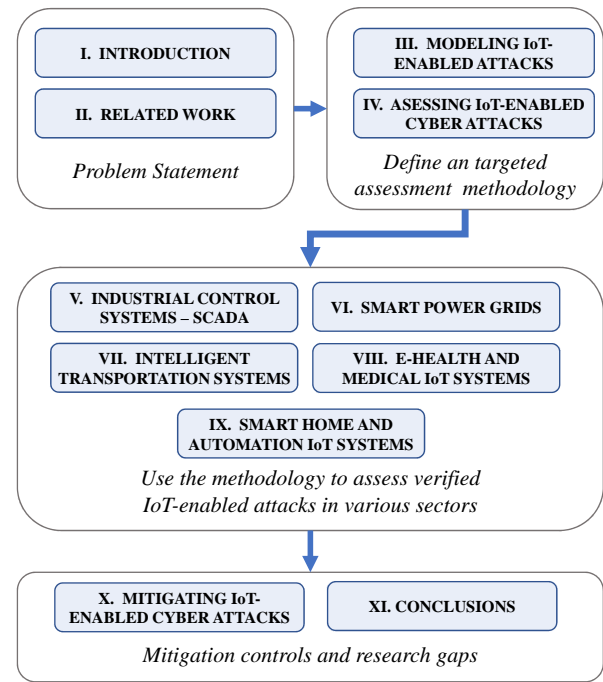 I. INTRODUCTION
II. RELATED WORK
Problem Statement
III. MODELING IoT-
ENABLED ATTACKS
IV. ASESSING IoT-ENABLED
CYBER ATTACKS
Define an targeted
assessment methodology
V. INDUSTRIAL CONTROL
SYSTEMS – SCADA
VI. SMART POWER GRIDS
VII. INTELLIGENT
TRANSPORTATION SYSTEMS
VIII. E-HEALTH AND
MEDICAL IoT SYSTEMS
IX. SMART HOME AND
AUTOMATION IoT SYSTEMS
Use the methodology to assess verified
IoT-enabled attacks in various sectors
X. MITIGATING IoT-
ENABLED CYBER ATTACKS
XI. CONCLUSIONS
Mitigation controls and research gaps